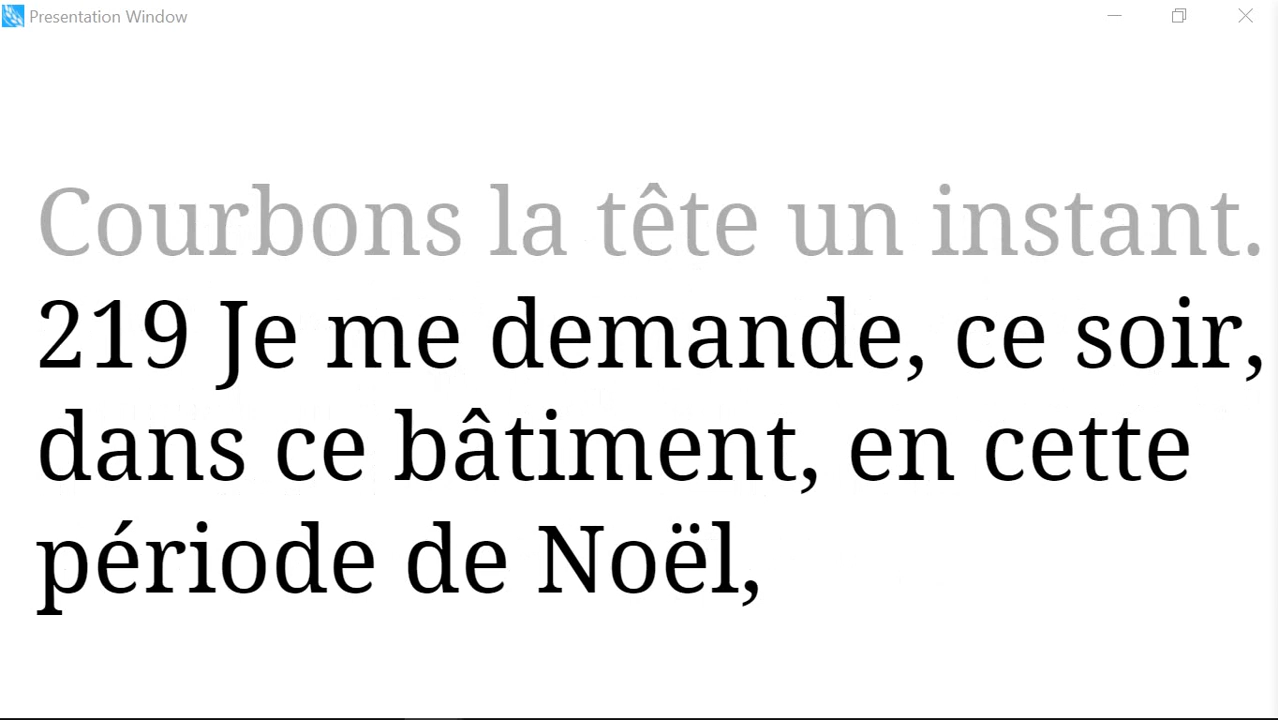 Presentation Window
Courbons la tête un instant.
219 Je me demande, ce soir,
dans ce bâtiment, en cette
période de Noël,